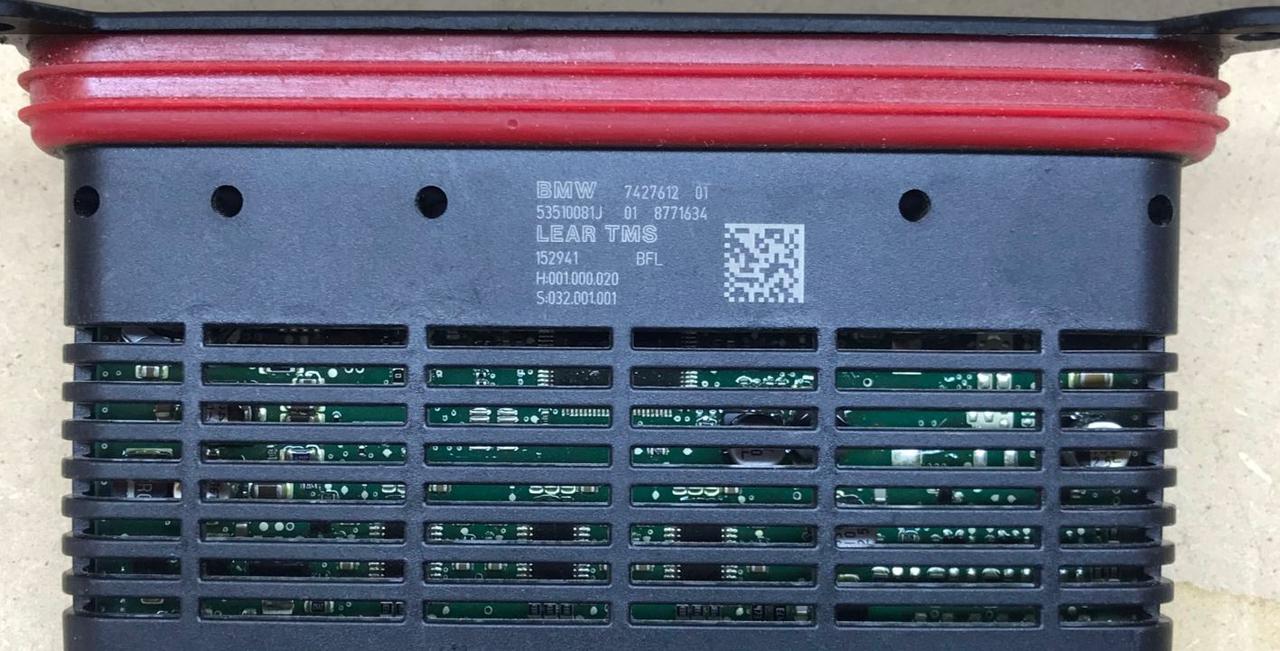 BMW 7427612 01
53510081J 01 8771634
LEAR TMS
152941 BFL
H:001.000.020
S:032.001.001